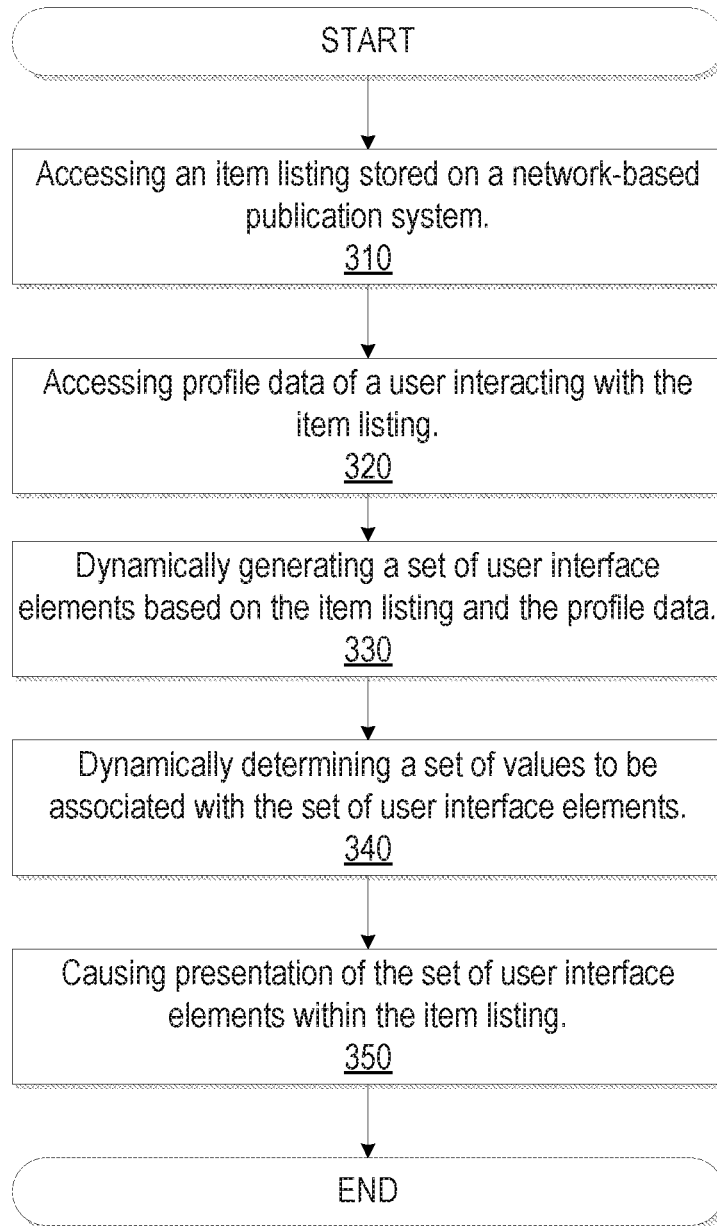 START
Accessing an item listing stored on a network-based
publication system.
310
Accessing profile data of a user interacting with the
item listing.
320
Dynamically generating a set of user interface
elements based on the item listing and the profile data.
330
Dynamically determining a set of values to be
associated with the set of user interface elements.
340
Causing presentation of the set of user interface
elements within the item listing.
350
END